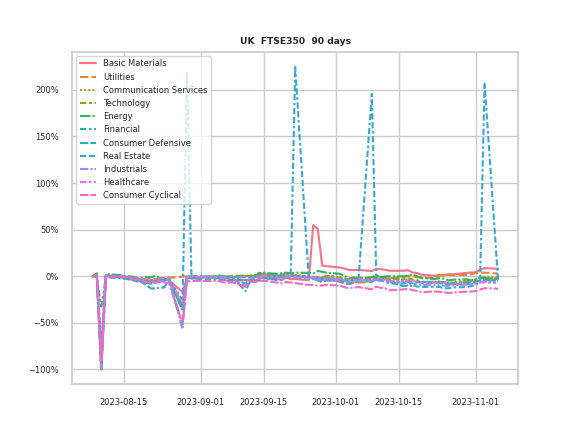 UK FTSE350 90 days
Basic Materials
Utilities
Communication Services
Technology
Energy
Financial
Consumer Defensive
Real Estate
Industrials
Healthcare
Consumer Cyclical
200%
150%
100%
50%
0%
−50%
−100%
2023-08-15 2023-09-01 2023-09-15 2023-10-01 2023-10-15 2023-11-01